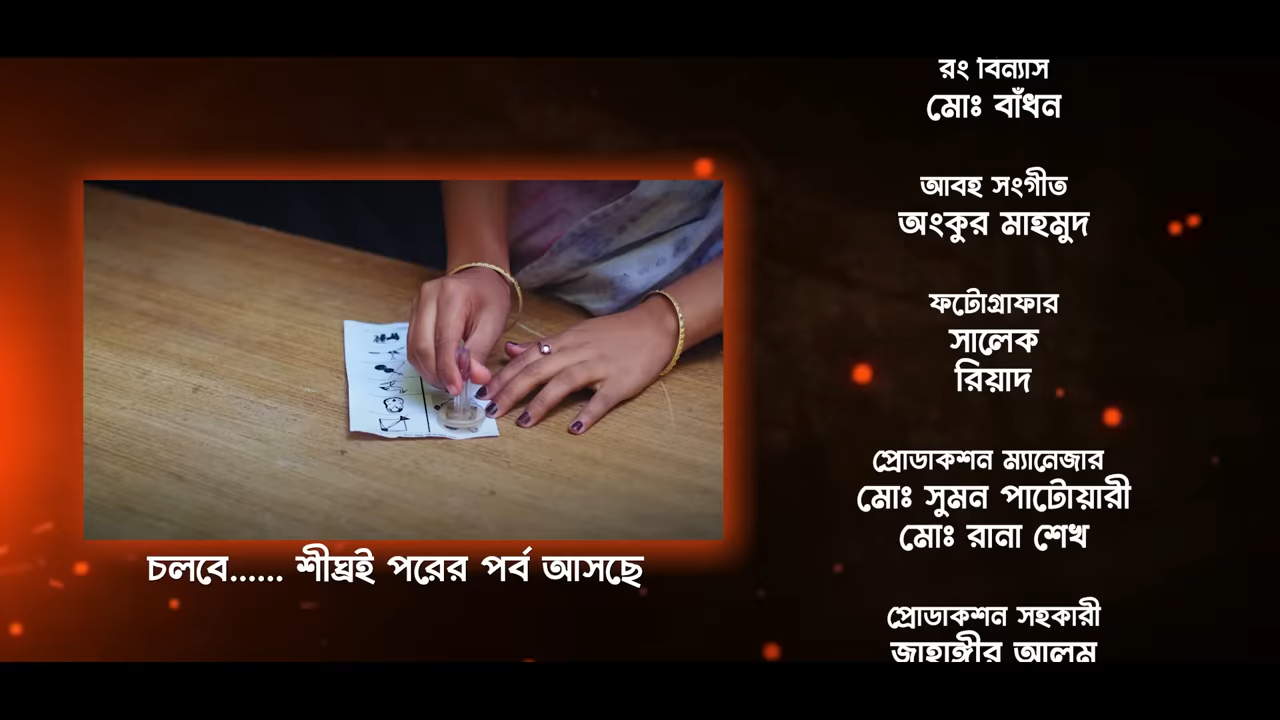 রং বিন্যাস
মোঃ বাঁধন
আবহ সংগীত
অংকুর মাহমুদ
ফটোগ্রাফার
সালেক
রিয়াদ
প্রোডাকশন ম্যানেজার
মোঃ সুমন পাটোয়ারী
মোঃ রানা শেখ
প্রোডাকশন সহকারী
জাহাঙ্গীর আলম
চলবে...... শীঘ্রই পরের পর্ব আসছে